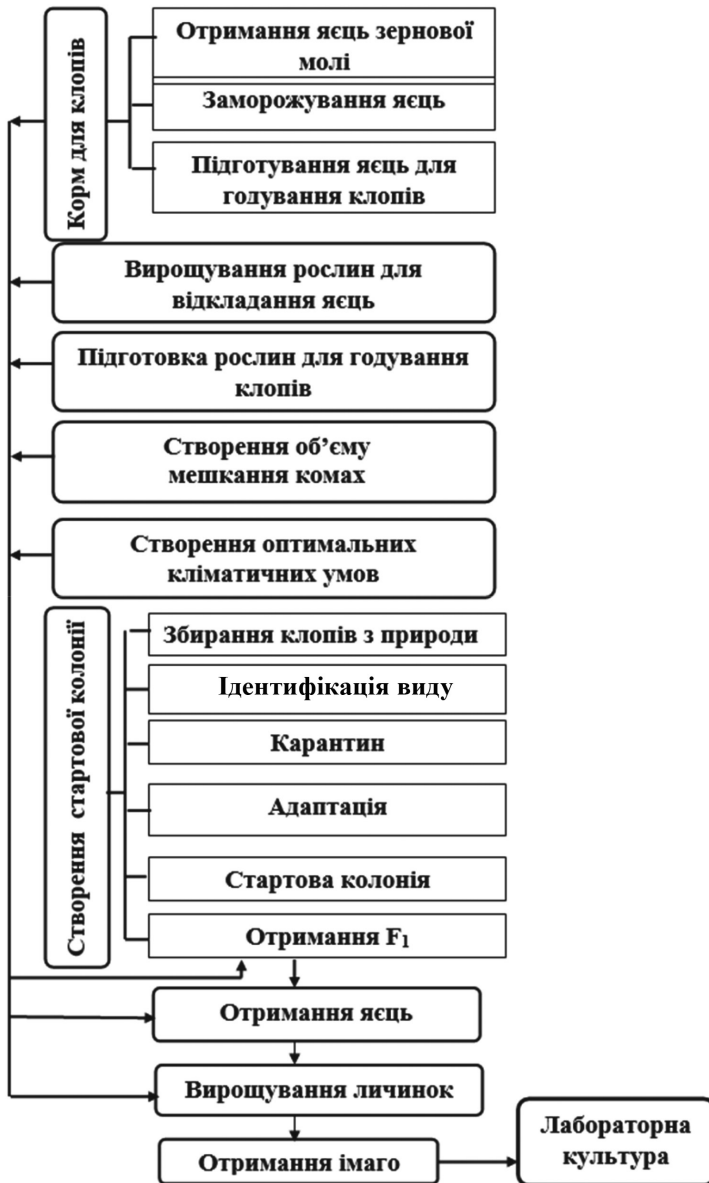 Корм для клопів
Отримання яєць зернової
молі
Заморожування яєць
Підготування яєць для
годування клопів
Вирощування рослин для
відкладання яєць
Підготовка рослин для годування
клопів
Створення об’єму
мешкання комах
Створення оптимальних
кліматичних умов
Створення стартової колонії
Збирання клопів з природи
Ідентифікація виду
Карантин
Адаптація
Стартова колонія
Отримання F₁
Отримання яєць
Вирощування личинок
Отримання імаго
Лабораторна
культура